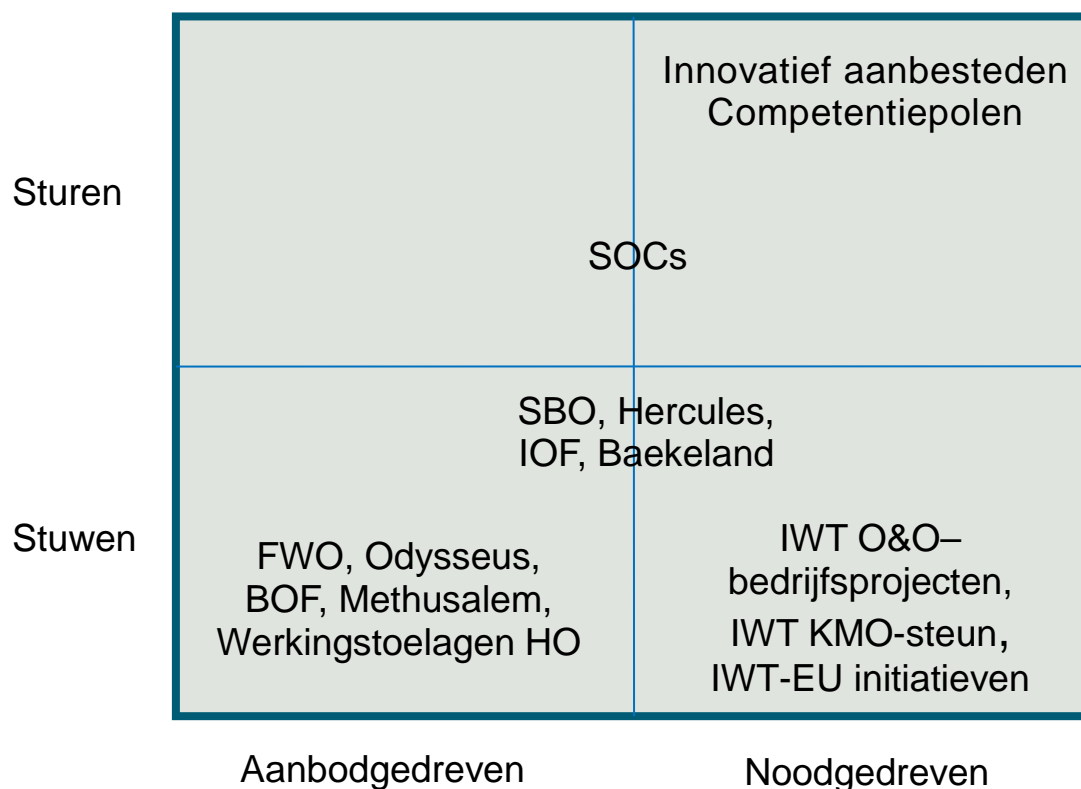 Innovatief aanbesteden
Competentiepolen
Sturen
SOCs
SBO, Hercules,
IOF, Baekeland
Stuwen
FWO, Odysseus,
BOF, Methusalem,
Werkingstoelagen HO
IWT O&O–
bedrijfsprojecten,
IWT KMO-steun,
IWT-EU initiatieven
Aanbodgedreven
Noodgedreven